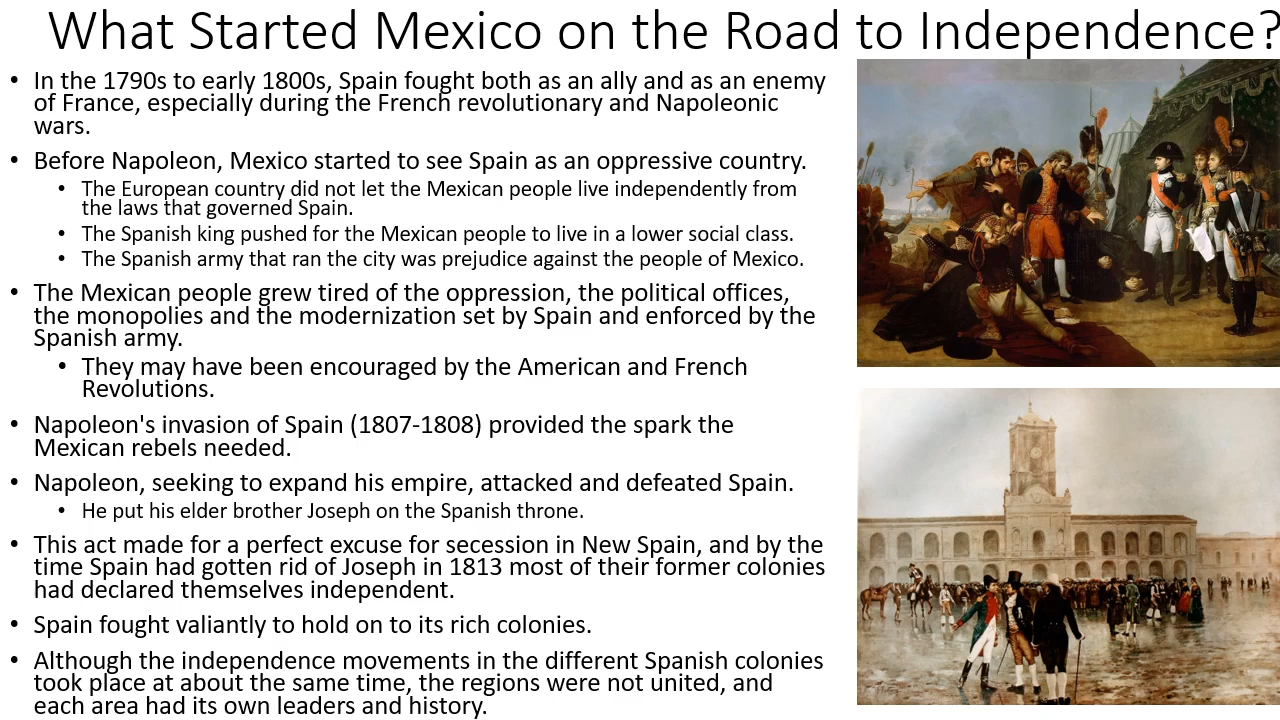 What Started Mexico on the Road to Independence?
• In the 1790s to early 1800s, Spain fought both as an ally and as an enemy
of France, especially during the French revolutionary and Napoleonic
wars.
• Before Napoleon, Mexico started to see Spain as an oppressive country.
• The European country did not let the Mexican people live independently from
the laws that governed Spain.
• The Spanish king pushed for the Mexican people to live in a lower social class.
• The Spanish army that ran the city was prejudice against the people of Mexico.
• The Mexican people grew tired of the oppression, the political offices,
the monopolies and the modernization set by Spain and enforced by the
Spanish army.
• They may have been encouraged by the American and French
Revolutions.
• Napoleon's invasion of Spain (1807-1808) provided the spark the
Mexican rebels needed.
• Napoleon, seeking to expand his empire, attacked and defeated Spain.
• He put his elder brother Joseph on the Spanish throne.
• This act made for a perfect excuse for secession in New Spain, and by the
time Spain had gotten rid of Joseph in 1813 most of their former colonies
had declared themselves independent.
• Spain fought valiantly to hold on to its rich colonies.
• Although the independence movements in the different Spanish colonies
took place at about the same time, the regions were not united, and
each area had its own leaders and history.